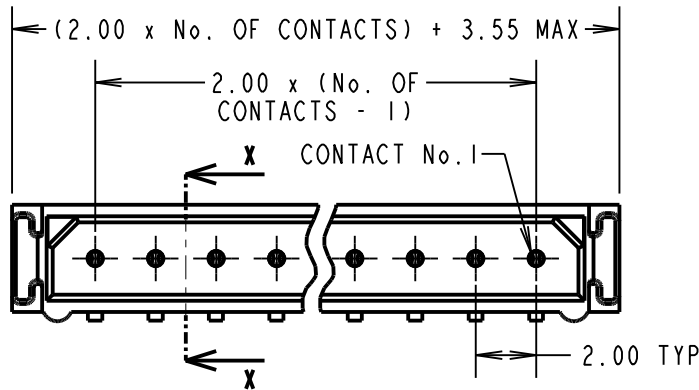 (2.00 x No. OF CONTACTS) + 3.55 MAX
2.00 x (No. OF
CONTACTS - 1)
X
CONTACT No.1
X
2.00 TYP